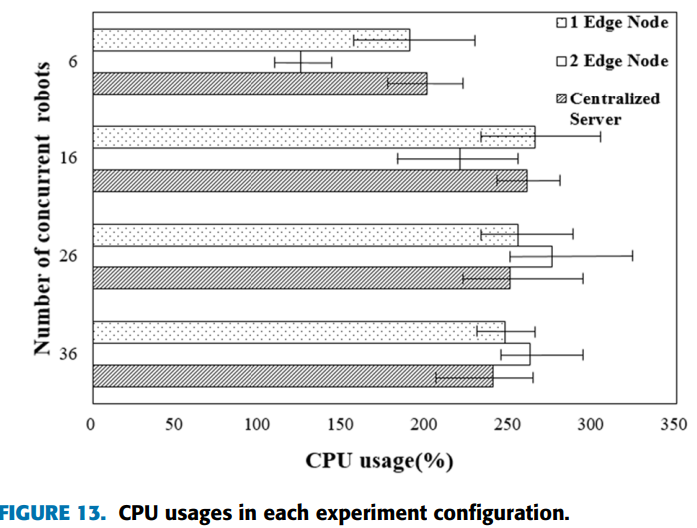 1 Edge Node
2 Edge Node
Centralized
Server
Number of concurrent robots
6
16
26
36
0 50 100 150 200 250 300 350
CPU usage(%)
FIGURE 13. CPU usages in each experiment configuration.